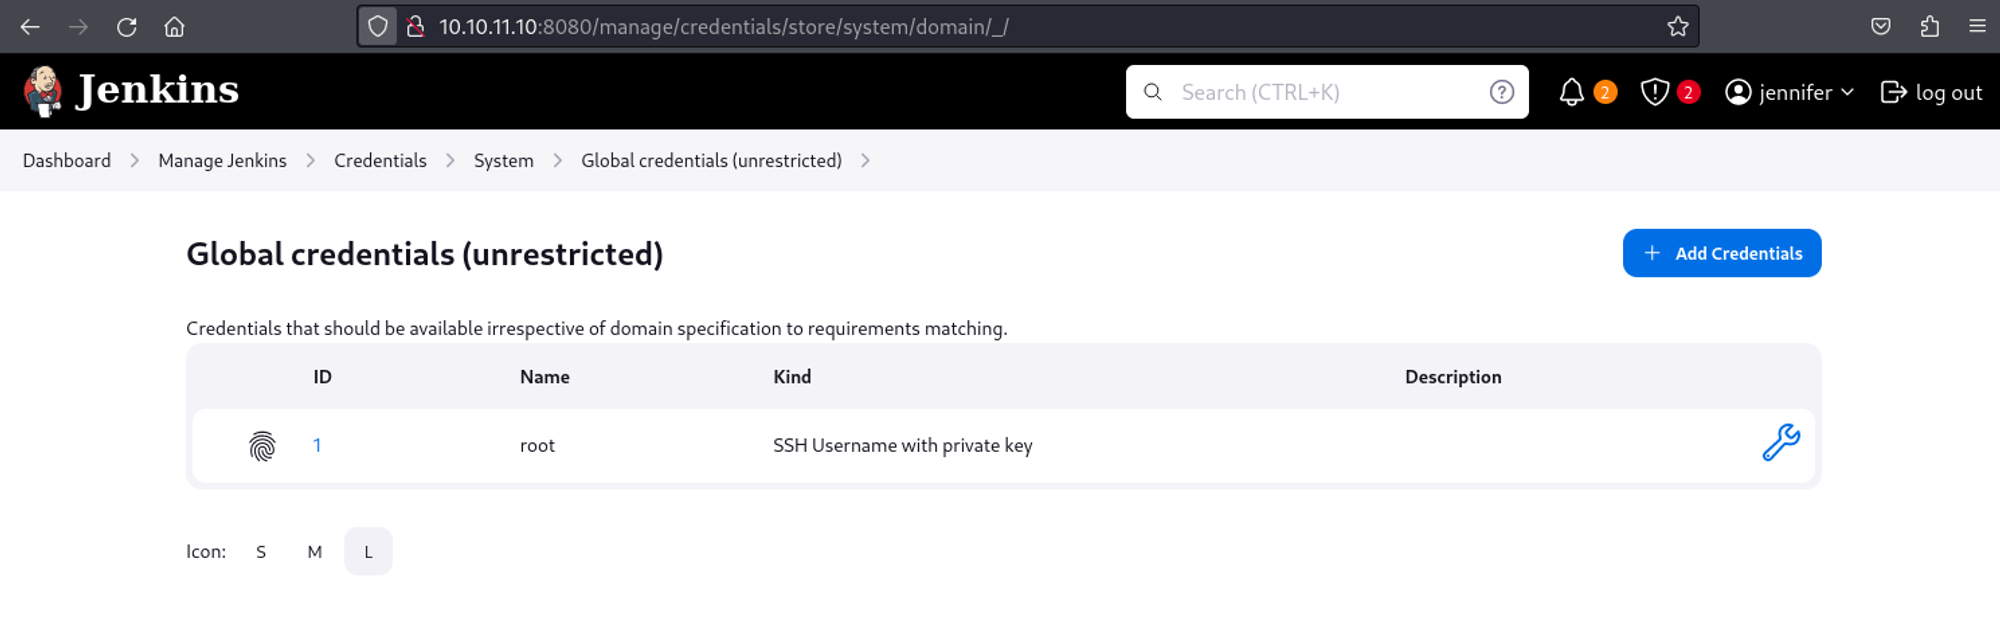 10.10.11.10:8080/manage/credentials/store/system/domain/_/
Jenkins
Search (CTRL+K)
?
2
2
jennifer
log out
Dashboard
Manage Jenkins
Credentials
System
Global credentials (unrestricted)
Global credentials (unrestricted)
+ Add Credentials
Credentials that should be available irrespective of domain specification to requirements matching.
ID Name Kind Description
1 root SSH Username with private key
Icon: S M L